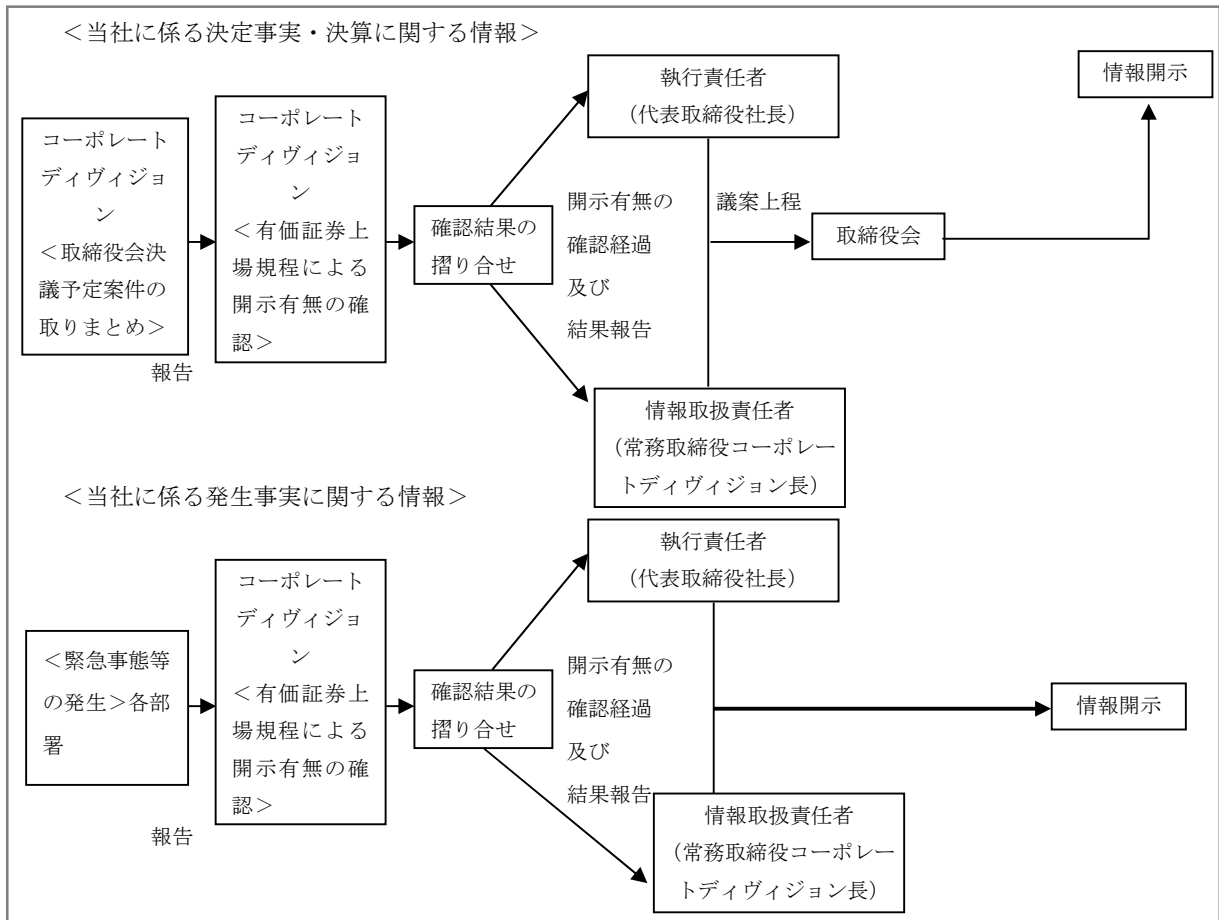 ＜当社に係る決定事実・決算に関する情報＞
コーポレート
ディヴィジョ
ン
＜取締役会決
議予定案件の
取りまとめ＞
報告
コーポレート
ディヴィジョ
ン
＜有価証券上
場規程による
開示有無の確
認＞
確認結果の
摺り合せ
執行責任者
（代表取締役社長）
開示有無の
確認経過
及び
結果報告
情報取扱責任者
（常務取締役コーポレー
トディヴィジョン長）
議案上程
取締役会
情報開示
＜当社に係る発生事実に関する情報＞
＜緊急事態等
の発生＞各部
署
報告
コーポレート
ディヴィジョ
ン
＜有価証券上
場規程による
開示有無の確
認＞
確認結果の
摺り合せ
執行責任者
（代表取締役社長）
開示有無の
確認経過
及び
結果報告
情報取扱責任者
（常務取締役コーポレー
トディヴィジョン長）
情報開示